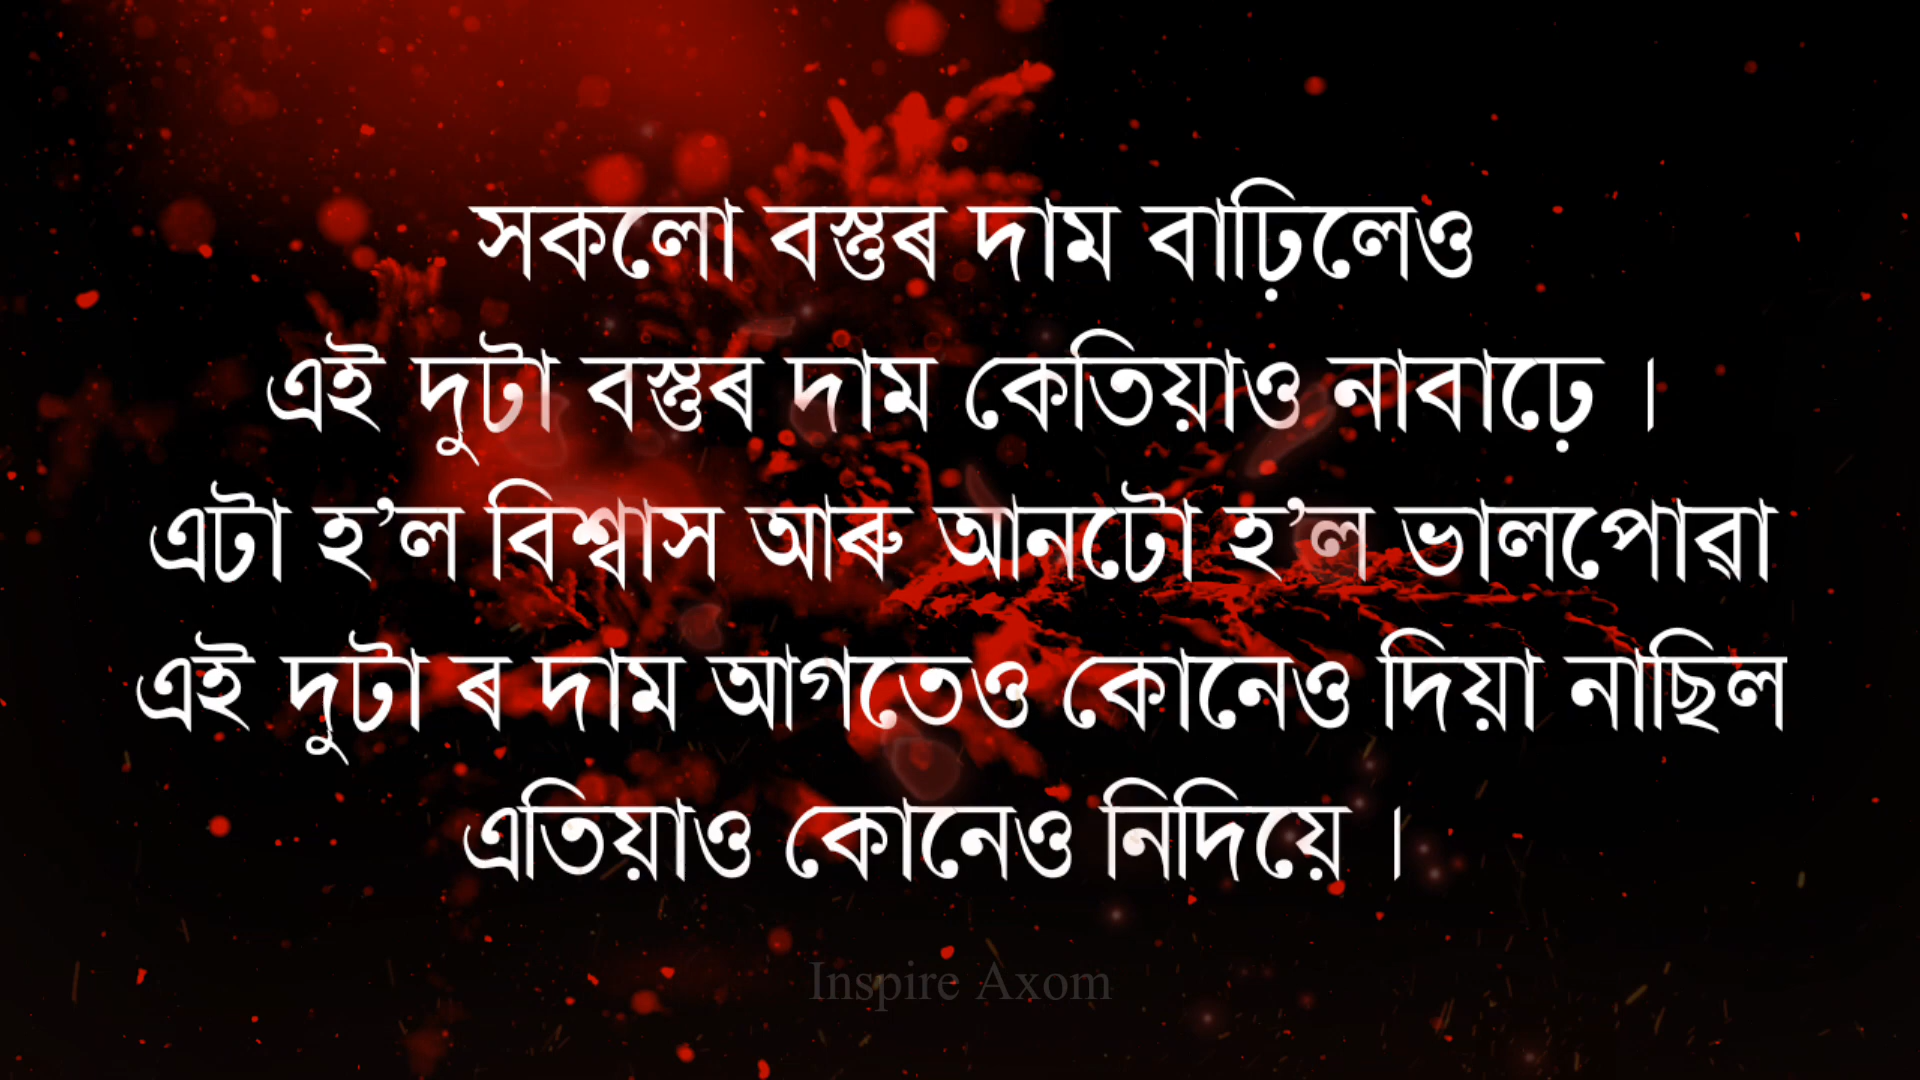 সকলো বস্তুৰ দাম বাঢ়িলেও
এই দুটা বস্তুৰ দাম কেতিয়াও নাবাঢ়ে ।
এটা হ’ল বিশ্বাস আৰু আনটো হ’ল ভালপোৱা
এই দুটা ৰ দাম আগতেও কোনেও দিয়া নাছিল
এতিয়াও কোনেও নিদিয়ে ।
Inspire Axom